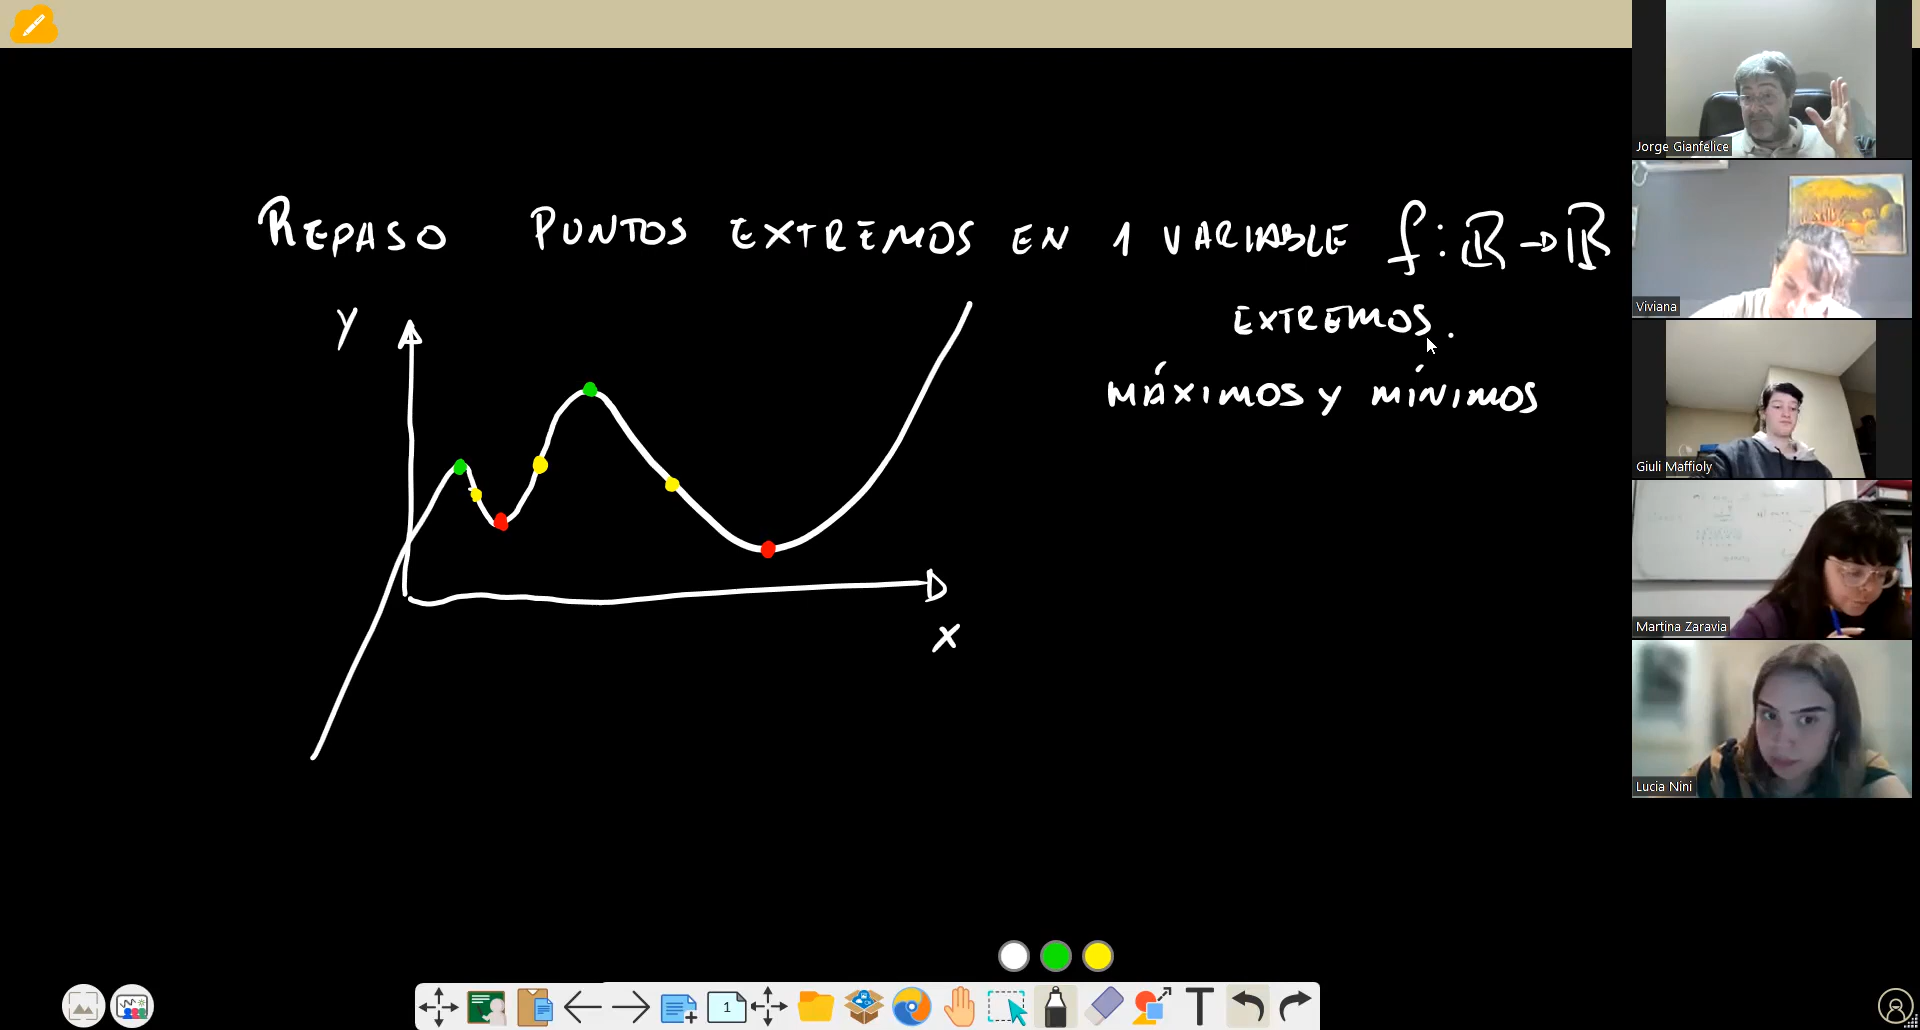 REPASO PUNTOS EXTREMOS EN 1 VARIABLE f: ℝ → ℝ
EXTREMOS.
MÁXIMOS Y MÍNIMOS
y
x
1
T
Jorge Gianfelice
Viviana
Giuli Maffioly
Martina Zaravia
Lucia Nini